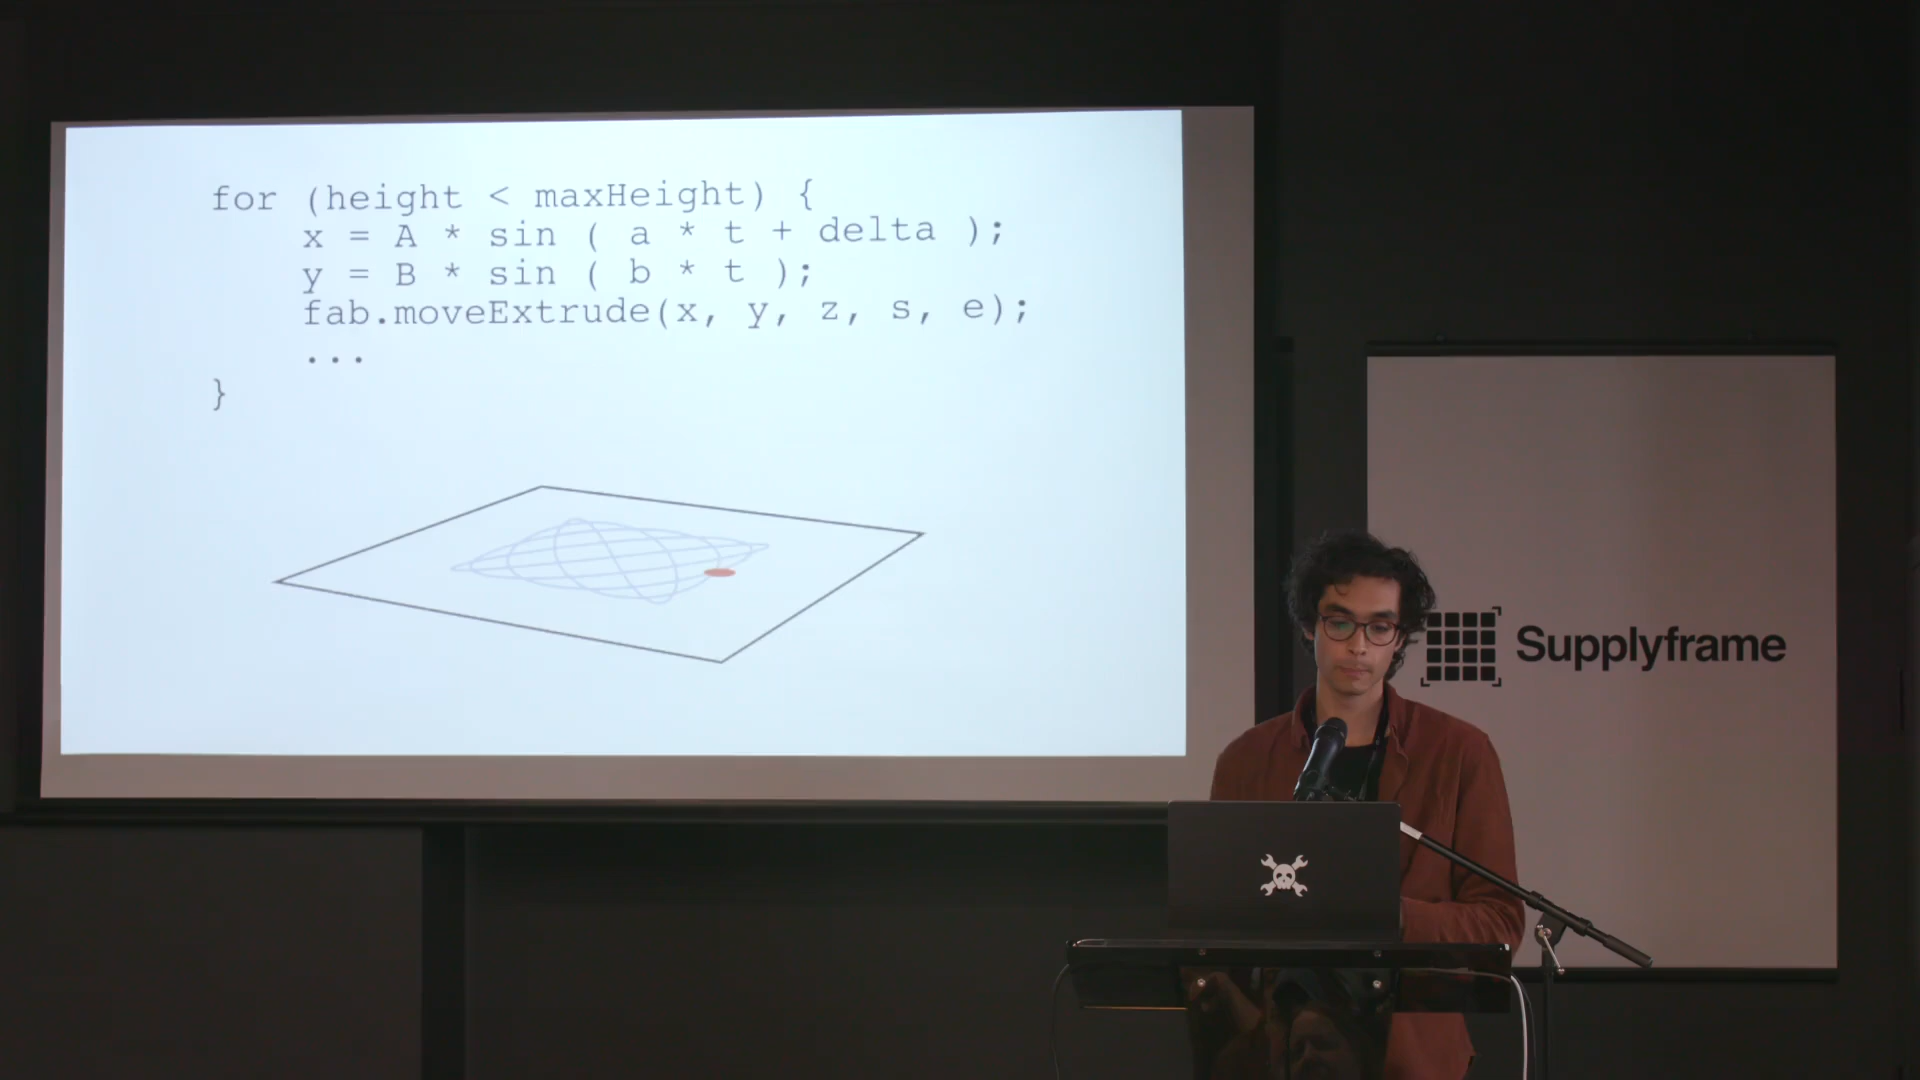 for (height < maxHeight) {
x = A * sin ( a * t + delta );
y = B * sin ( b * t );
fab.moveExtrude(x, y, z, s, e);
...
}
Supplyframe